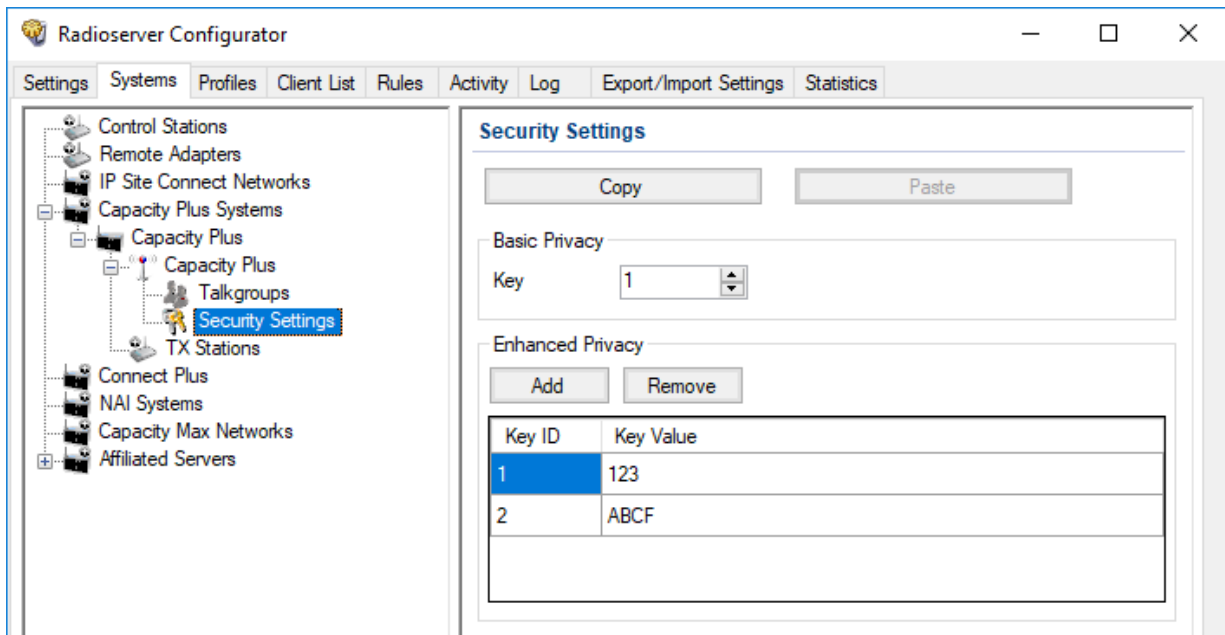 Radioserver Configurator
Settings Systems Profiles Client List Rules Activity Log Export/Import Settings Statistics
Control Stations
Remote Adapters
IP Site Connect Networks
Capacity Plus Systems
Capacity Plus
Capacity Plus
Talkgroups
Security Settings
TX Stations
Connect Plus
NAI Systems
Capacity Max Networks
Affiliated Servers
Security Settings
Copy Paste
Basic Privacy
Key 1
Enhanced Privacy
Add Remove
Key ID Key Value
1 123
2 ABCF